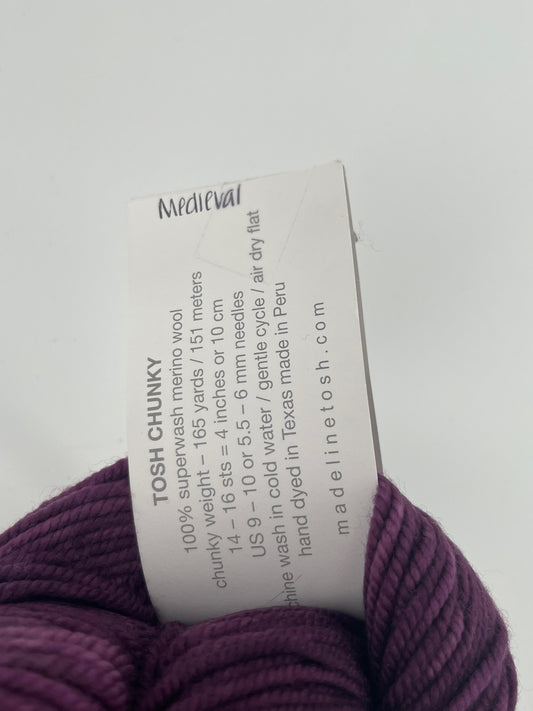 Medieval
TOSH CHUNKY
100% superwash merino wool
chunky weight – 165 yards / 151 meters
14 – 16 sts = 4 inches or 10 cm
US 9 – 10 or 5.5 – 6 mm needles
chine wash in cold water / gentle cycle / air dry flat
hand dyed in Texas made in Peru
madelinetosh.com